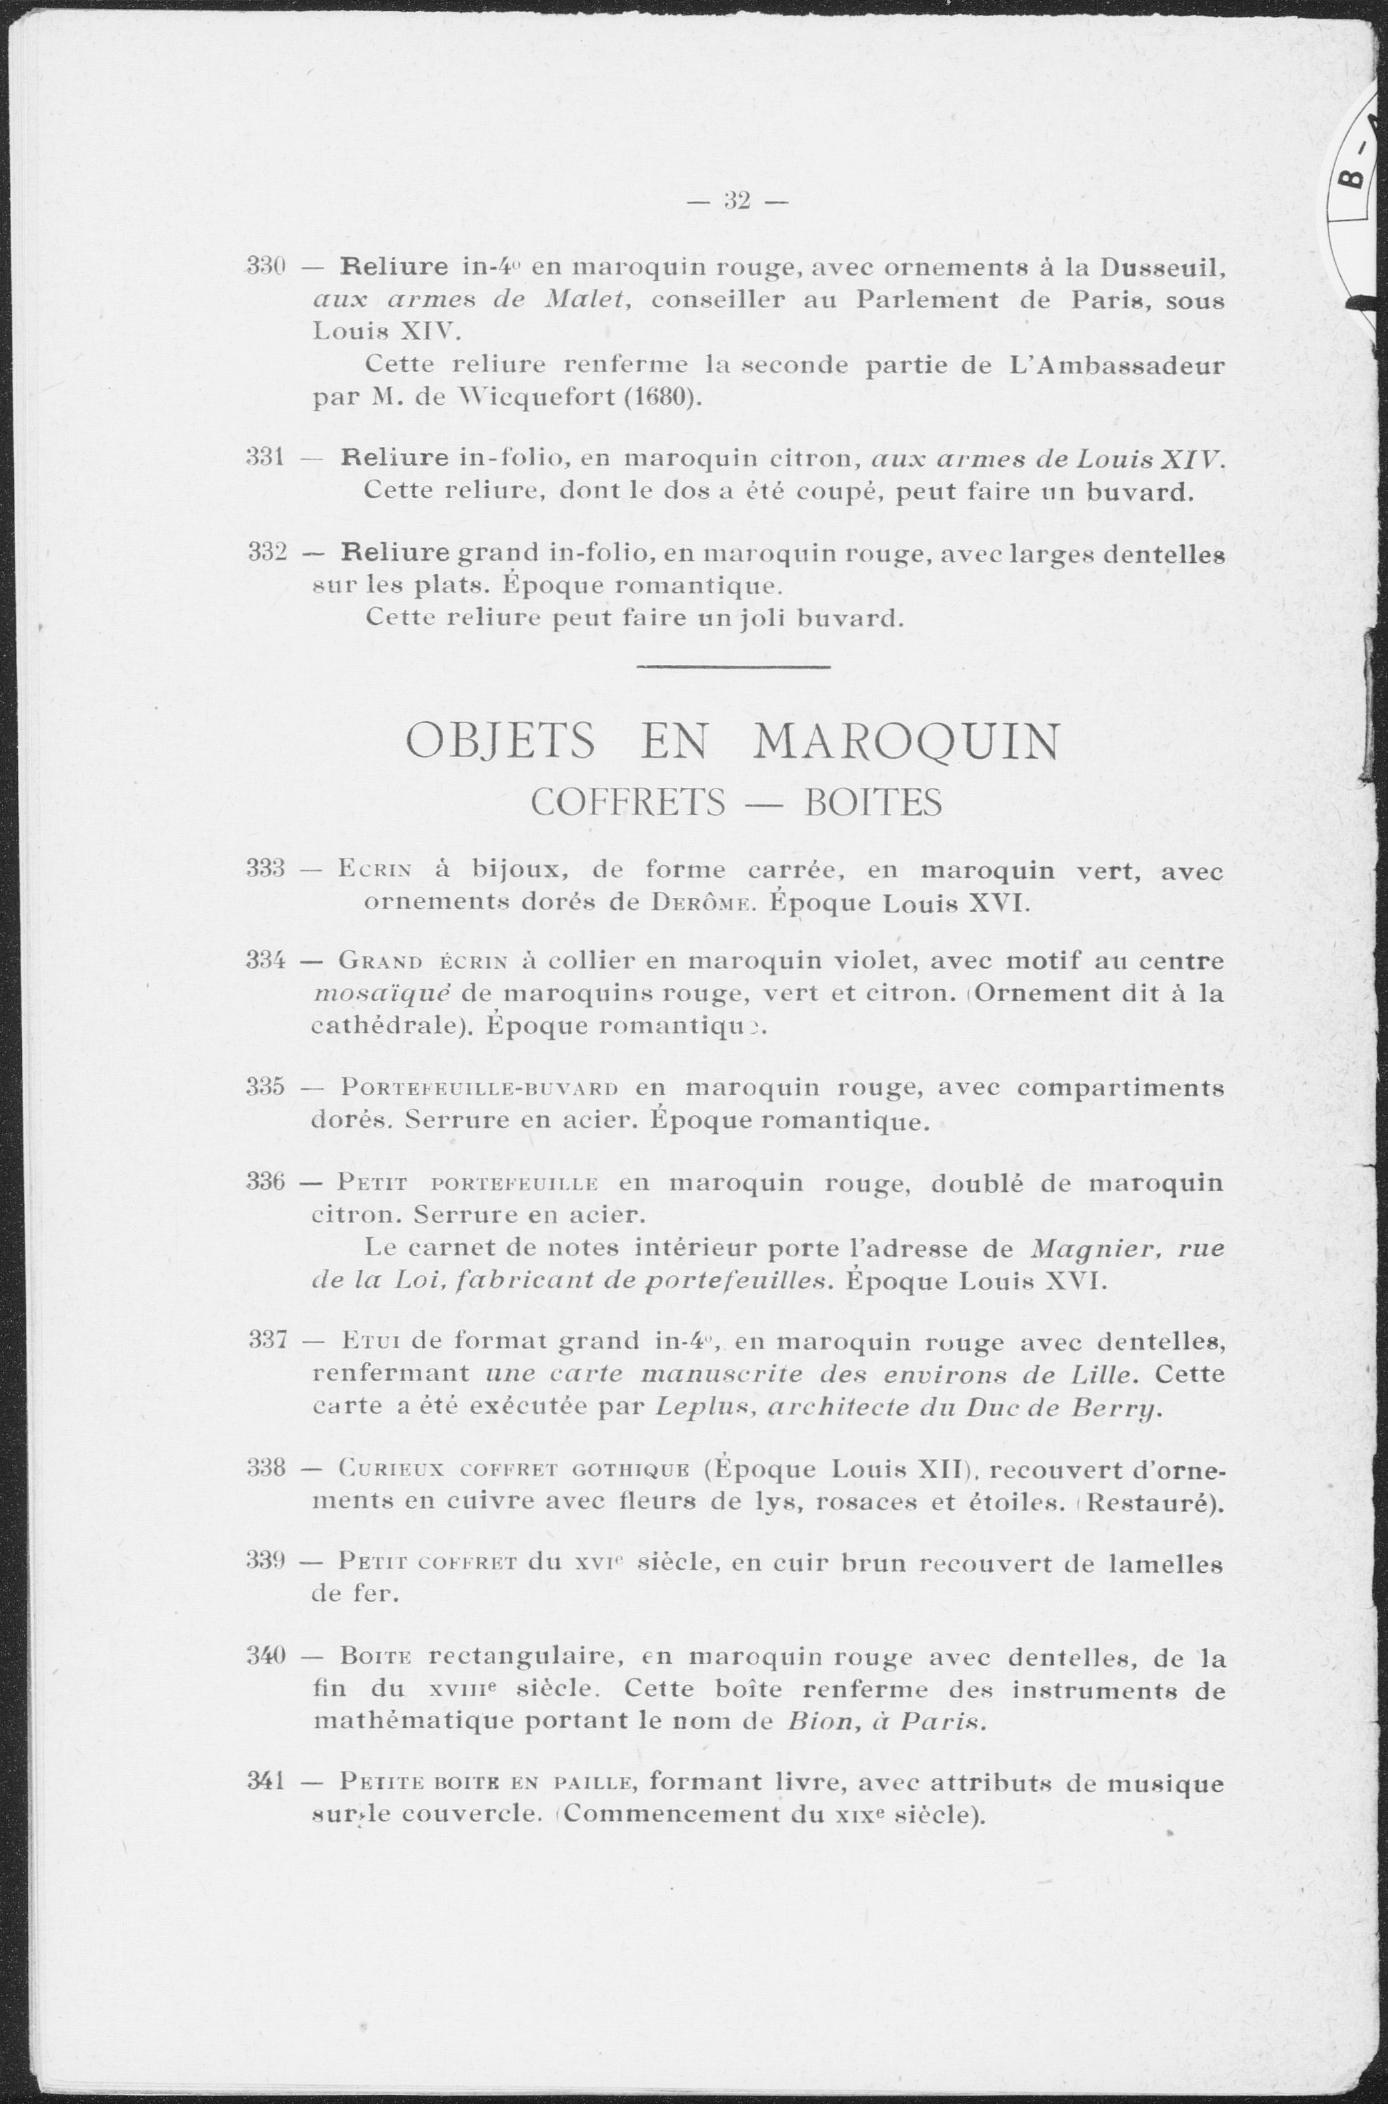 — 32 —
330 — Reliure in-4º en maroquin rouge, avec ornements à la Dusseuil,
aux armes de Malet, conseiller au Parlement de Paris, sous
Louis XIV.
Cette reliure renferme la seconde partie de L'Ambassadeur
par M. de Wicquefort (1680).
331 — Reliure in-folio, en maroquin citron, aux armes de Louis XIV.
Cette reliure, dont le dos a été coupé, peut faire un buvard.
332 — Reliure grand in-folio, en maroquin rouge, avec larges dentelles
sur les plats. Époque romantique.
Cette reliure peut faire un joli buvard.
OBJETS EN MAROQUIN
COFFRETS — BOITES
333 — Ecrin à bijoux, de forme carrée, en maroquin vert, avec
ornements dorés de Derôme. Époque Louis XVI.
334 — Grand écrin à collier en maroquin violet, avec motif au centre
mosaïqué de maroquins rouge, vert et citron. (Ornement dit à la
cathédrale). Époque romantique.
335 — Portefeuille-buvard en maroquin rouge, avec compartiments
dorés. Serrure en acier. Époque romantique.
336 — Petit portefeuille en maroquin rouge, doublé de maroquin
citron. Serrure en acier.
Le carnet de notes intérieur porte l'adresse de Magnier, rue
de la Loi, fabricant de portefeuilles. Époque Louis XVI.
337 — Etui de format grand in-4º, en maroquin rouge avec dentelles,
renfermant une carte manuscrite des environs de Lille. Cette
carte a été exécutée par Leplus, architecte du Duc de Berry.
338 — Curieux coffret gothique (Époque Louis XII), recouvert d'orne-
ments en cuivre avec fleurs de lys, rosaces et étoiles. (Restauré).
339 — Petit coffret du xvie siècle, en cuir brun recouvert de lamelles
de fer.
340 — Boite rectangulaire, en maroquin rouge avec dentelles, de la
fin du xviiie siècle. Cette boîte renferme des instruments de
mathématique portant le nom de Bion, à Paris.
341 — Petite boite en paille, formant livre, avec attributs de musique
sur le couvercle. (Commencement du xixe siècle).